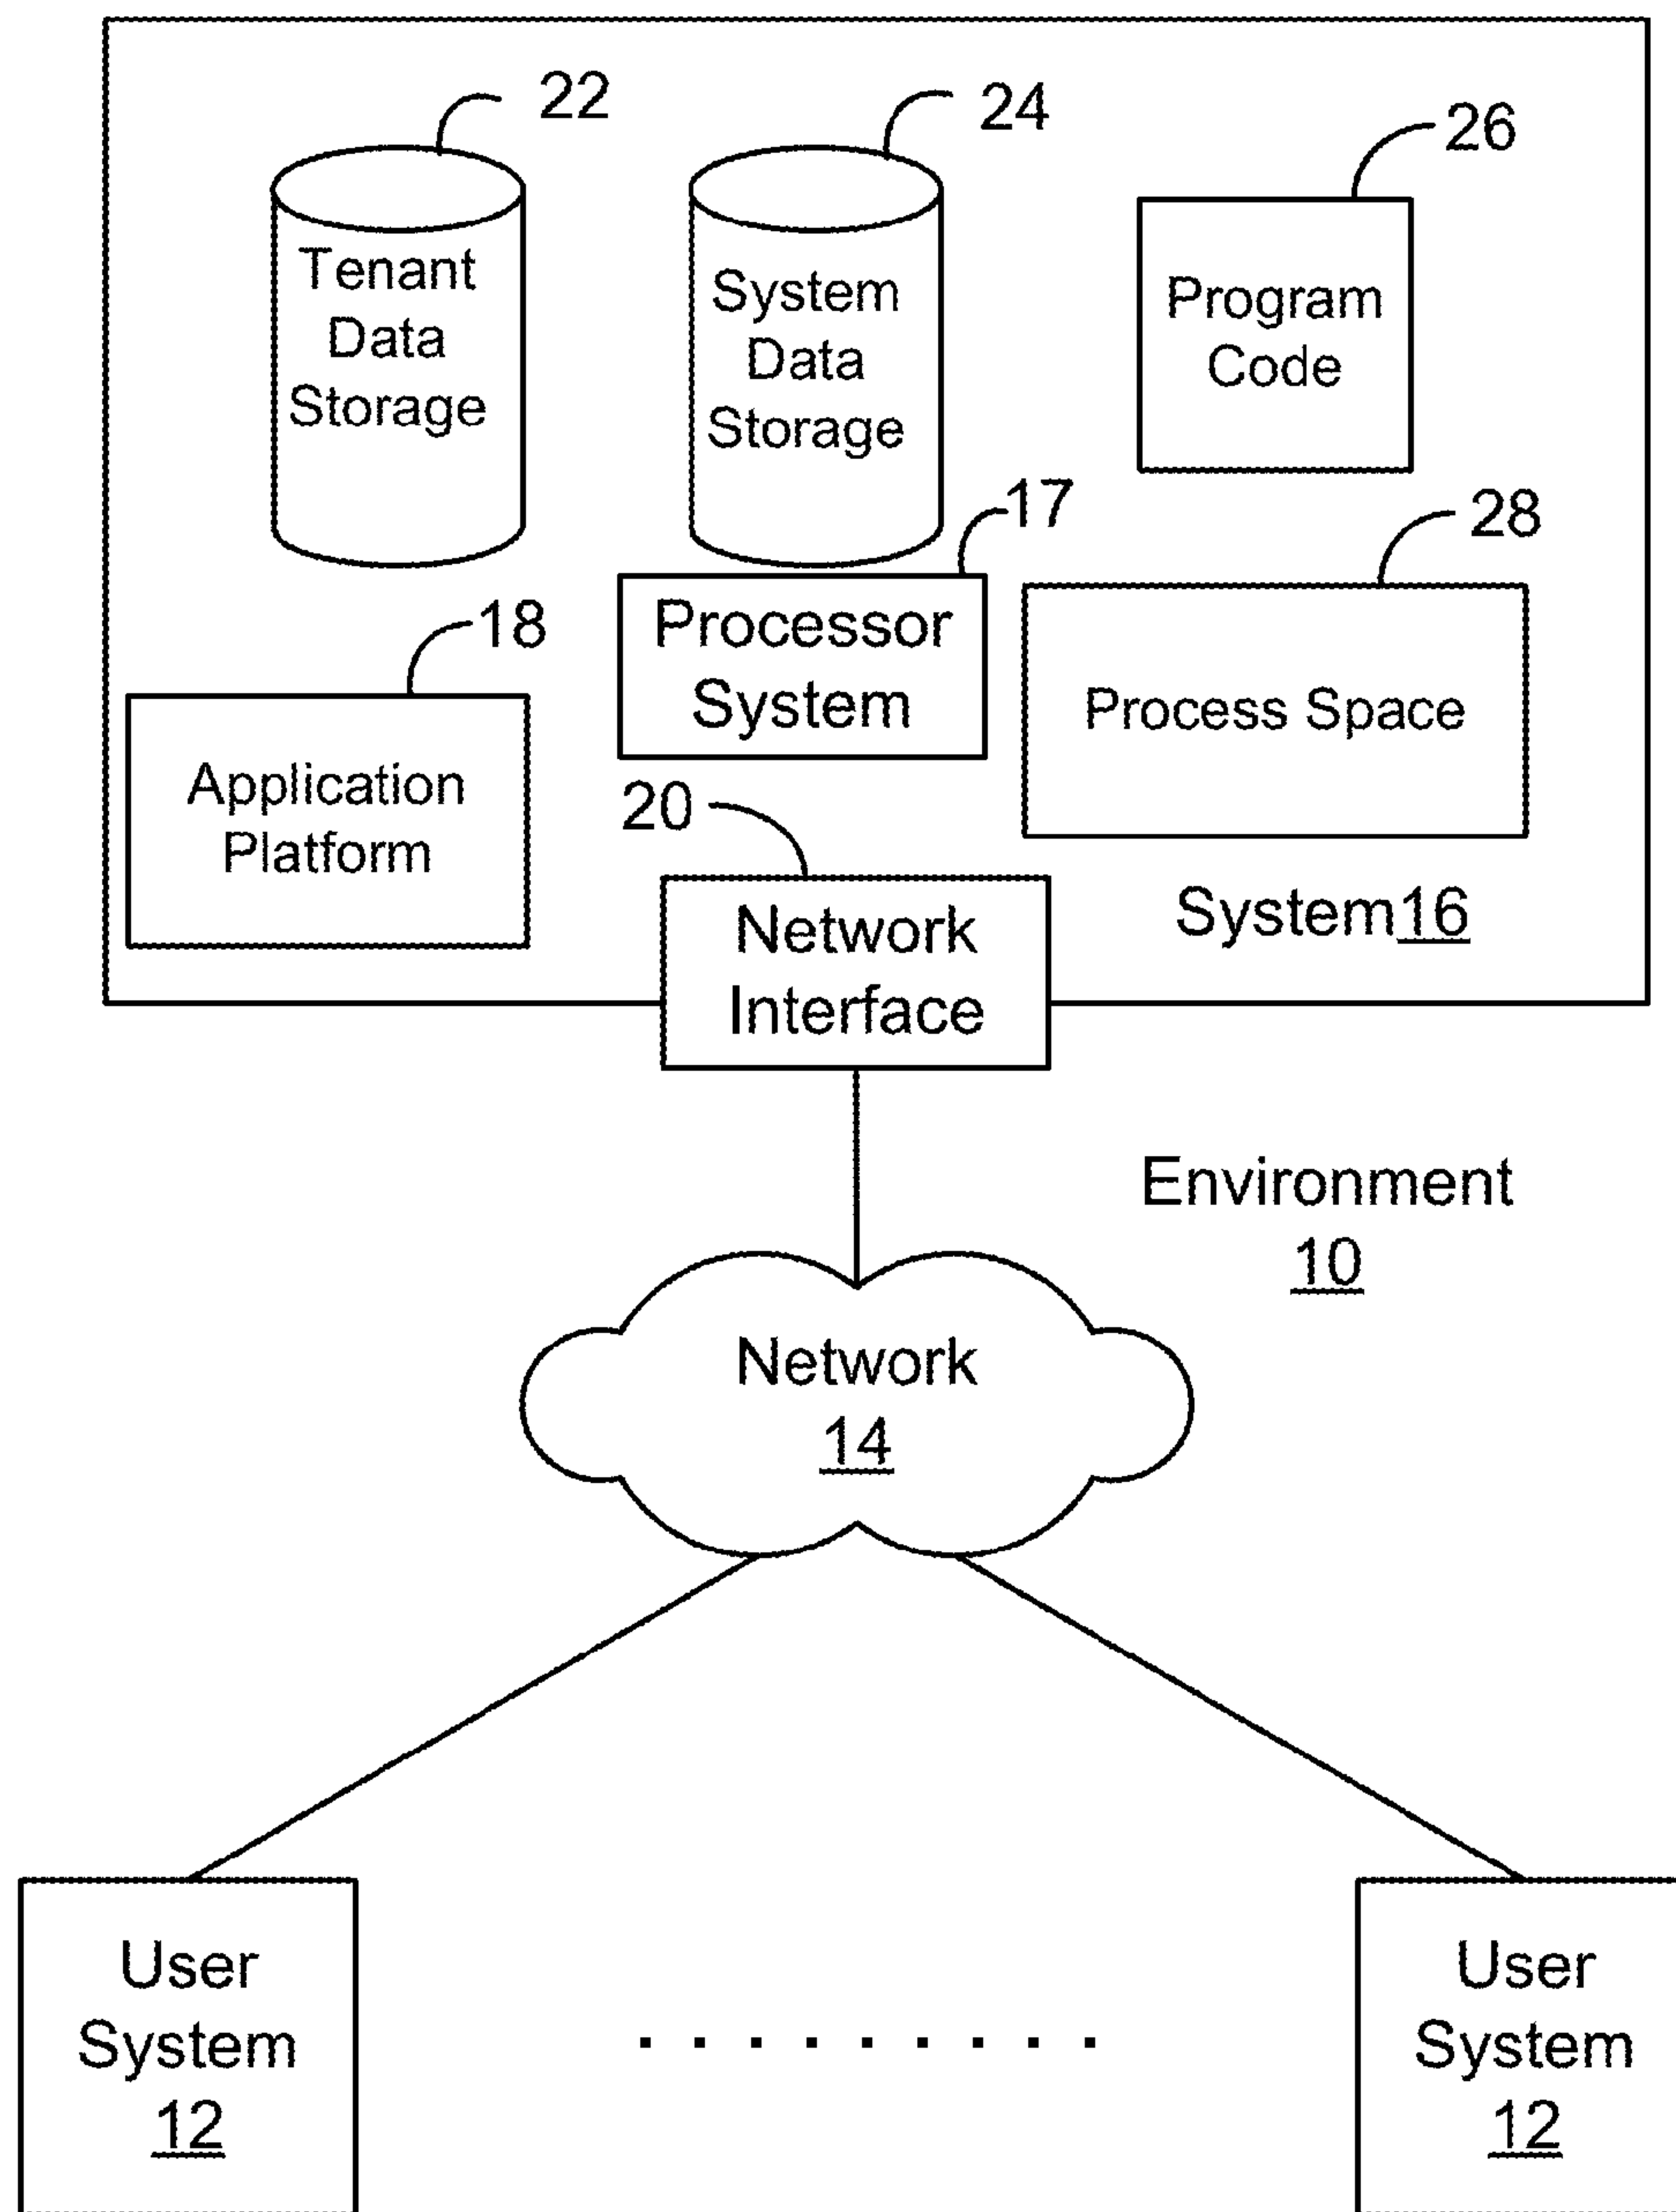 22
24
26
Tenant
Data
Storage
System
Data
Storage
Program
Code
17
28
18
Processor
System
Process Space
Application
Platform
20
Network
Interface
System16
Environment
10
Network
14
User
System
12
. . . . . . . . .
User
System
12